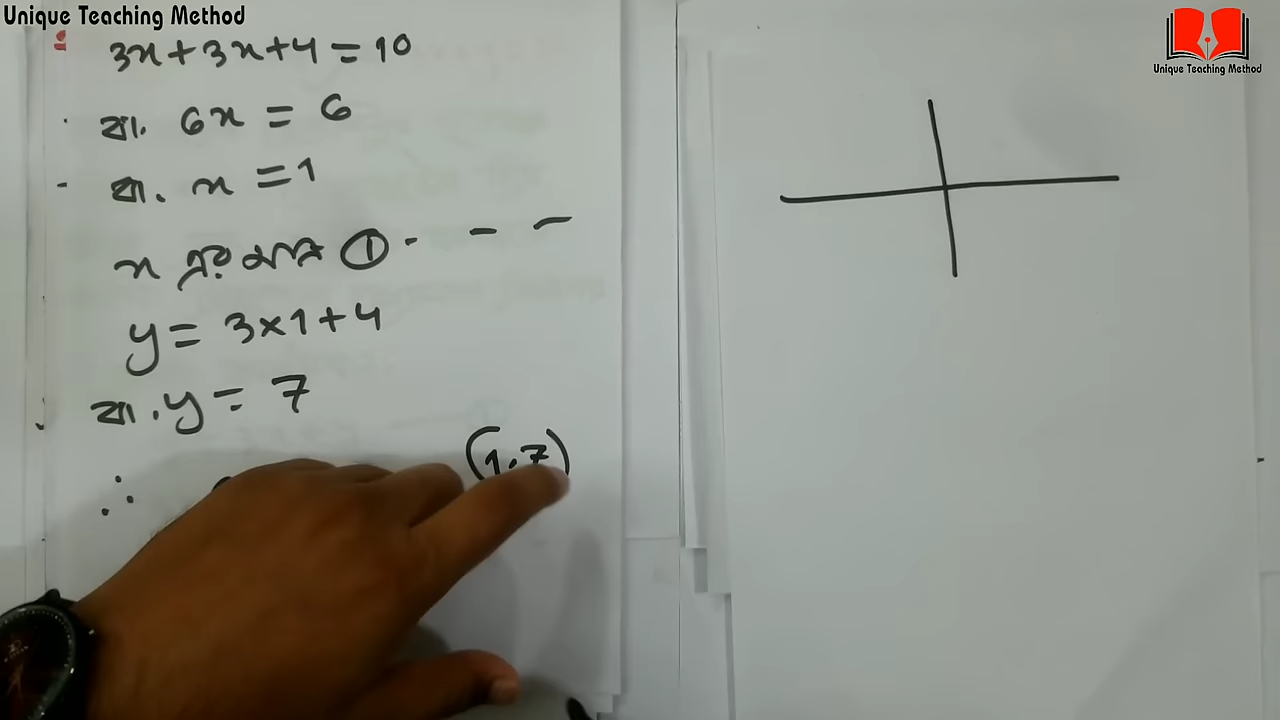 Unique Teaching Method
3x+3x+4=10
বা. 6x = 6
বা. x =1
x এর মান ①- - -
y= 3×1+4
বা. y= 7
∴ (1,7)
Unique Teaching Method